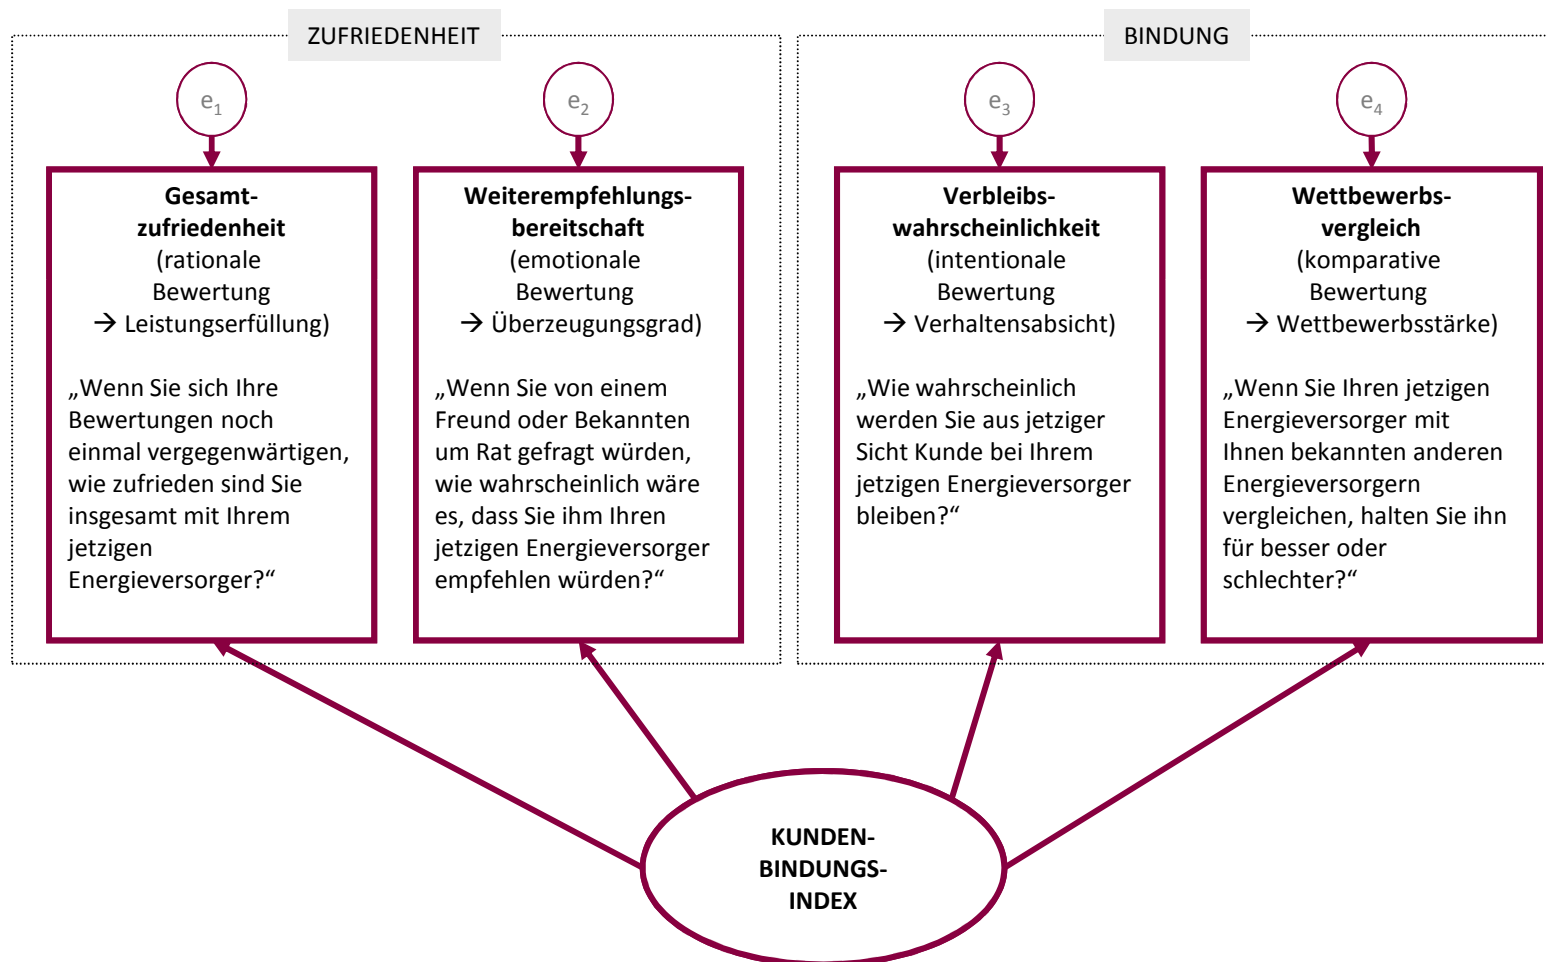 ZUFRIEDENHEIT
e1
e2
Gesamt-
zufriedenheit
(rationale
Bewertung
→ Leistungserfüllung)
„Wenn Sie sich Ihre
Bewertungen noch
einmal vergegenwärtigen,
wie zufrieden sind Sie
insgesamt mit Ihrem
jetzigen
Energieversorger?“
Weiterempfehlungs-
bereitschaft
(emotionale
Bewertung
→ Überzeugungsgrad)
„Wenn Sie von einem
Freund oder Bekannten
um Rat gefragt würden,
wie wahrscheinlich wäre
es, dass Sie ihm Ihren
jetzigen Energieversorger
empfehlen würden?“
BINDUNG
e3
e4
Verbleibs-
wahrscheinlichkeit
(intentionale
Bewertung
→ Verhaltensabsicht)
„Wie wahrscheinlich
werden Sie aus jetziger
Sicht Kunde bei Ihrem
jetzigen Energieversorger
bleiben?“
Wettbewerbs-
vergleich
(komparative
Bewertung
→ Wettbewerbsstärke)
„Wenn Sie Ihren jetzigen
Energieversorger mit
Ihnen bekannten anderen
Energieversorgern
vergleichen, halten Sie ihn
für besser oder
schlechter?“
KUNDEN-
BINDUNGS-
INDEX